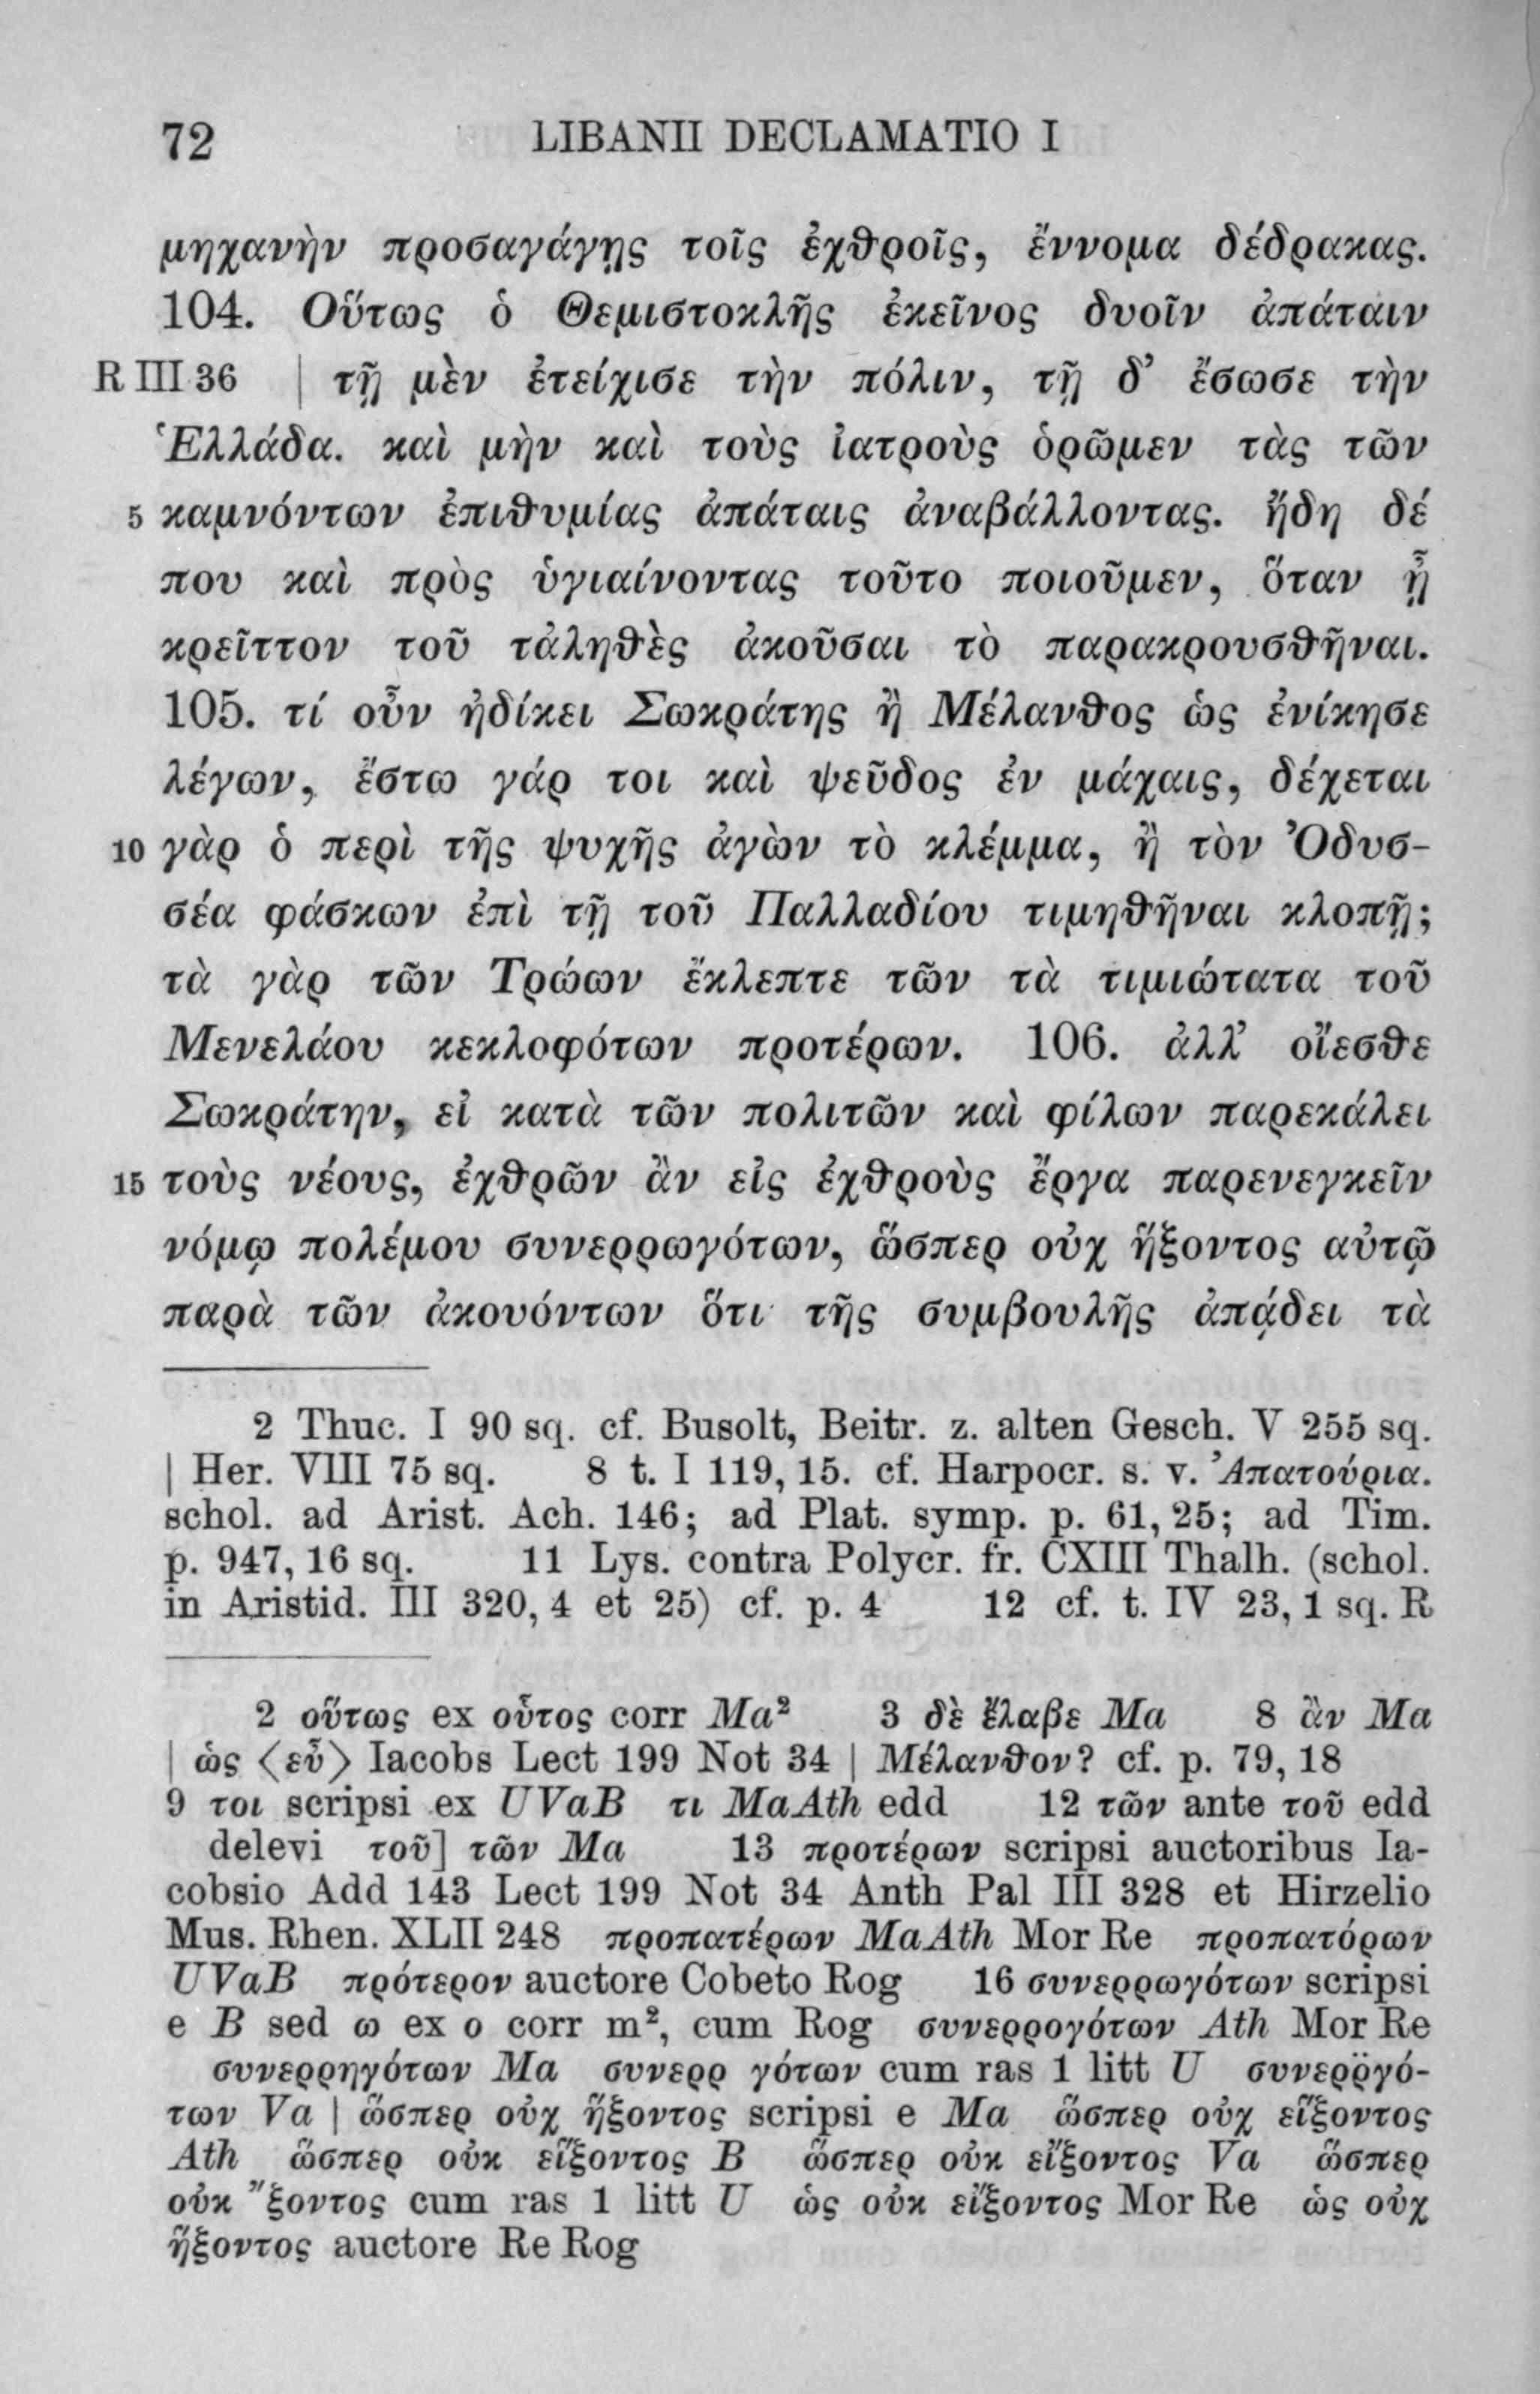 72 LIBANII DECLAMATIO I
μηχανὴν προσαγάγῃς τοῖς ἐχθροῖς, ἔννομα δέδρακας.
104. Οὕτως ὁ Θεμιστοκλῆς ἐκεῖνος δυοῖν ἀπάταιν
R III 36 | τῇ μὲν ἐτείχισε τὴν πόλιν, τῇ δ’ ἔσωσε τὴν
Ἑλλάδα. καὶ μὴν καὶ τοὺς ἰατροὺς ὁρῶμεν τὰς τῶν
5 καμνόντων ἐπιθυμίας ἀπάταις ἀναβάλλοντας. ἤδη δέ
που καὶ πρὸς ὑγιαίνοντας τοῦτο ποιοῦμεν, ὅταν ᾖ
κρεῖττον τοῦ τἀληθὲς ἀκοῦσαι τὸ παρακρουσθῆναι.
105. τί οὖν ἠδίκει Σωκράτης ἢ Μέλανθος ὡς ἐνίκησε
λέγων, ἔστω γάρ τοι καὶ ψεῦδος ἐν μάχαις, δέχεται
10 γὰρ ὁ περὶ τῆς ψυχῆς ἀγὼν τὸ κλέμμα, ἢ τὸν Ὀδυσ-
σέα φάσκων ἐπὶ τῇ τοῦ Παλλαδίου τιμηθῆναι κλοπῇ;
τὰ γὰρ τῶν Τρώων ἔκλεπτε τῶν τὰ τιμιώτατα τοῦ
Μενελάου κεκλοφότων προτέρων. 106. ἀλλ’ οἴεσθε
Σωκράτην, εἰ κατὰ τῶν πολιτῶν καὶ φίλων παρεκάλει
15 τοὺς νέους, ἐχθρῶν ἂν εἰς ἐχθροὺς ἔργα παρενεγκεῖν
νόμῳ πολέμου συνερρωγότων, ὥσπερ οὐχ ἥξοντος αὐτῷ
παρὰ τῶν ἀκουόντων ὅτι τῆς συμβουλῆς ἀπᾴδει τὰ
2 Thuc. I 90 sq. cf. Busolt, Beitr. z. alten Gesch. V 255 sq.
| Her. VIII 75 sq. 8 t. I 119, 15. cf. Harpocr. s. v. Ἀπατούρια.
schol. ad Arist. Ach. 146; ad Plat. symp. p. 61, 25; ad Tim.
p. 947, 16 sq. 11 Lys. contra Polycr. fr. CXIII Thalh. (schol.
in Aristid. III 320, 4 et 25) cf. p. 4 12 cf. t. IV 23, 1 sq. R
2 οὕτως ex οὗτος corr Ma² 3 δὲ ἔλαβε Ma 8 ἂν Ma
| ὡς ⟨εὖ⟩ Iacobs Lect 199 Not 34 | Μέλανθον? cf. p. 79, 18
9 τοι scripsi ex UVaB τι MaAth edd 12 τῶν ante τοῦ edd
delevi τοῦ] τῶν Ma 13 προτέρων scripsi auctoribus Ia-
cobsio Add 143 Lect 199 Not 34 Anth Pal III 328 et Hirzelio
Mus. Rhen. XLII 248 προπατέρων MaAth Mor Re προπατόρων
UVaB πρότερον auctore Cobeto Rog 16 συνερρωγότων scripsi
e B sed ω ex ο corr m², cum Rog συνερρογότων Ath Mor Re
συνερρηγότων Ma συνερρ γότων cum ras 1 litt U συνερρ̈γό-
των Va | ὥσπερ οὐχ ἥξοντος scripsi e Ma ὥσπερ οὐχ εἵξοντος
Ath ὥσπερ οὐκ εἵξοντος B ὥσπερ οὐκ εἴξοντος Va ὥσπερ
οὐκ ῎ξοντος cum ras 1 litt U ὡς οὐκ εἴξοντος Mor Re ὡς οὐχ
ἥξοντος auctore Re Rog